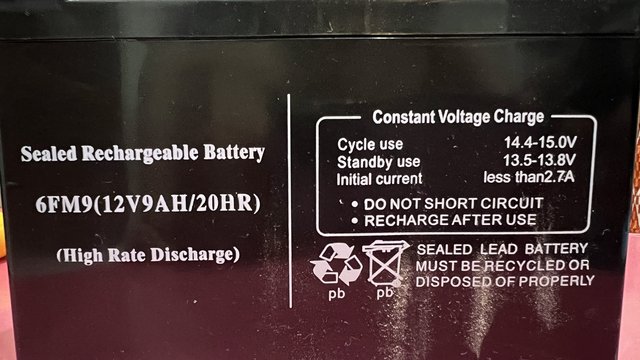 Sealed Rechargeable Battery
6FM9(12V9AH/20HR)
(High Rate Discharge)
Constant Voltage Charge
Cycle use 14.4-15.0V
Standby use 13.5-13.8V
Initial current less than2.7A
• DO NOT SHORT CIRCUIT
• RECHARGE AFTER USE
SEALED LEAD BATTERY
MUST BE RECYCLED OR
DISPOSED OF PROPERLY
pb pb